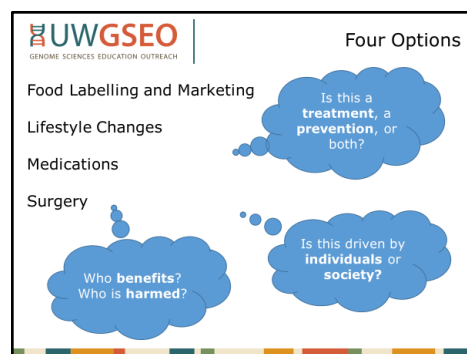 UWGSEO
GENOME SCIENCES EDUCATION OUTREACH
Four Options
Food Labelling and Marketing
Lifestyle Changes
Medications
Surgery
Is this a
treatment, a
prevention, or
both?
Is this driven by
individuals or
society?
Who benefits?
Who is harmed?